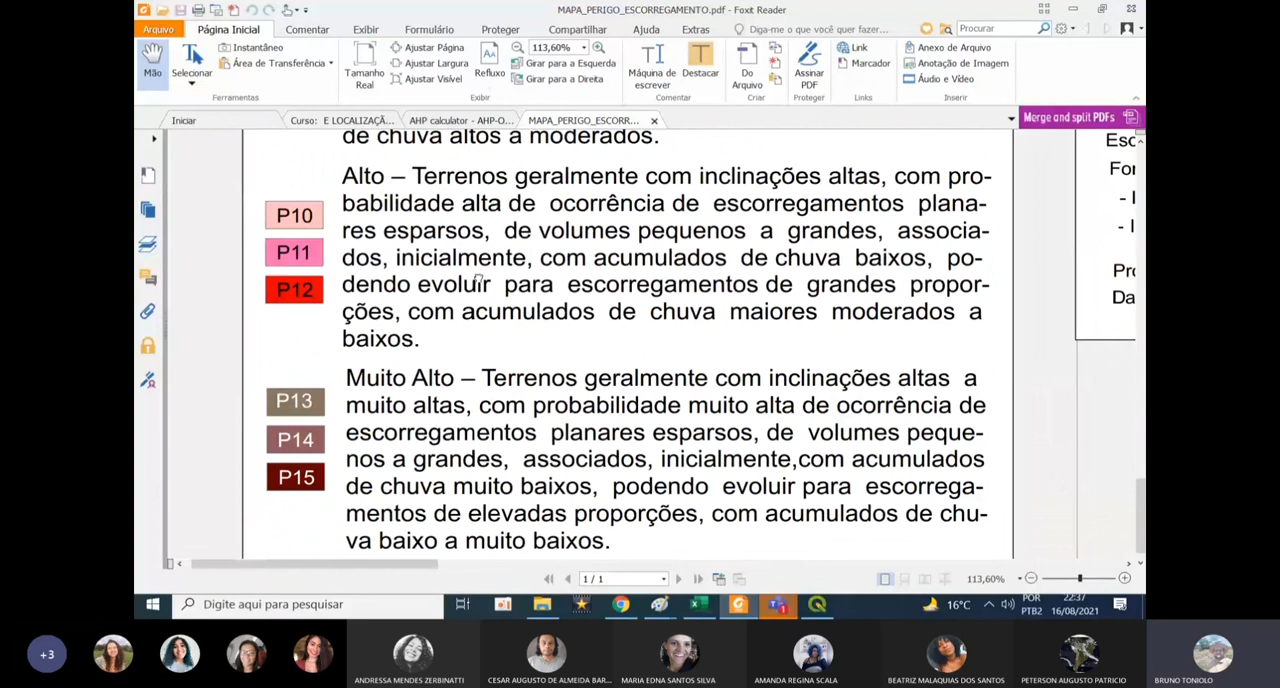 MAPA_PERIGO_ESCORREGAMENTO.pdf - Foxit Reader
Arquivo Página Inicial Comentar Exibir Formulário Proteger Compartilhar Ajuda Extras Diga-me o que você quer fazer... Procurar
Mão
Selecionar
Instantâneo
Área de Transferência
Ferramentas
Tamanho Real
Ajustar Página
Ajustar Largura
Ajustar Visível
Refluxo
113,60%
Girar para a Esquerda
Girar para a Direita
Exibir
Máquina de escrever
Destacar
Comentar
Do Arquivo
Criar
Assinar PDF
Proteger
Link
Marcador
Links
Anexo de Arquivo
Anotação de Imagem
Áudio e Vídeo
Inserir
Iniciar Curso: E LOCALIZAÇÃ... AHP calculator - AHP-O... MAPA_PERIGO_ESCORR... Merge and split PDFs
de chuva altos a moderados.
Alto – Terrenos geralmente com inclinações altas, com pro-
babilidade alta de ocorrência de escorregamentos plana-
res esparsos, de volumes pequenos a grandes, associa-
dos, inicialmente, com acumulados de chuva baixos, po-
dendo evoluir para escorregamentos de grandes propor-
ções, com acumulados de chuva maiores moderados a
baixos.
P10
P11
P12
Muito Alto – Terrenos geralmente com inclinações altas a
muito altas, com probabilidade muito alta de ocorrência de
escorregamentos planares esparsos, de volumes peque-
nos a grandes, associados, inicialmente,com acumulados
de chuva muito baixos, podendo evoluir para escorrega-
mentos de elevadas proporções, com acumulados de chu-
va baixo a muito baixos.
P13
P14
P15
Esc
For
- I
- I
Pro
Da
1 / 1
113,60%
Digite aqui para pesquisar
16°C
POR
PTB2
22:37
16/08/2021
+3
ANDRESSA MENDES ZERBINATTI
CESAR AUGUSTO DE ALMEIDA BAR...
MARIA EDNA SANTOS SILVA
AMANDA REGINA SCALA
BEATRIZ MALAQUIAS DOS SANTOS
PETERSON AUGUSTO PATRICIO
BRUNO TONIOLO